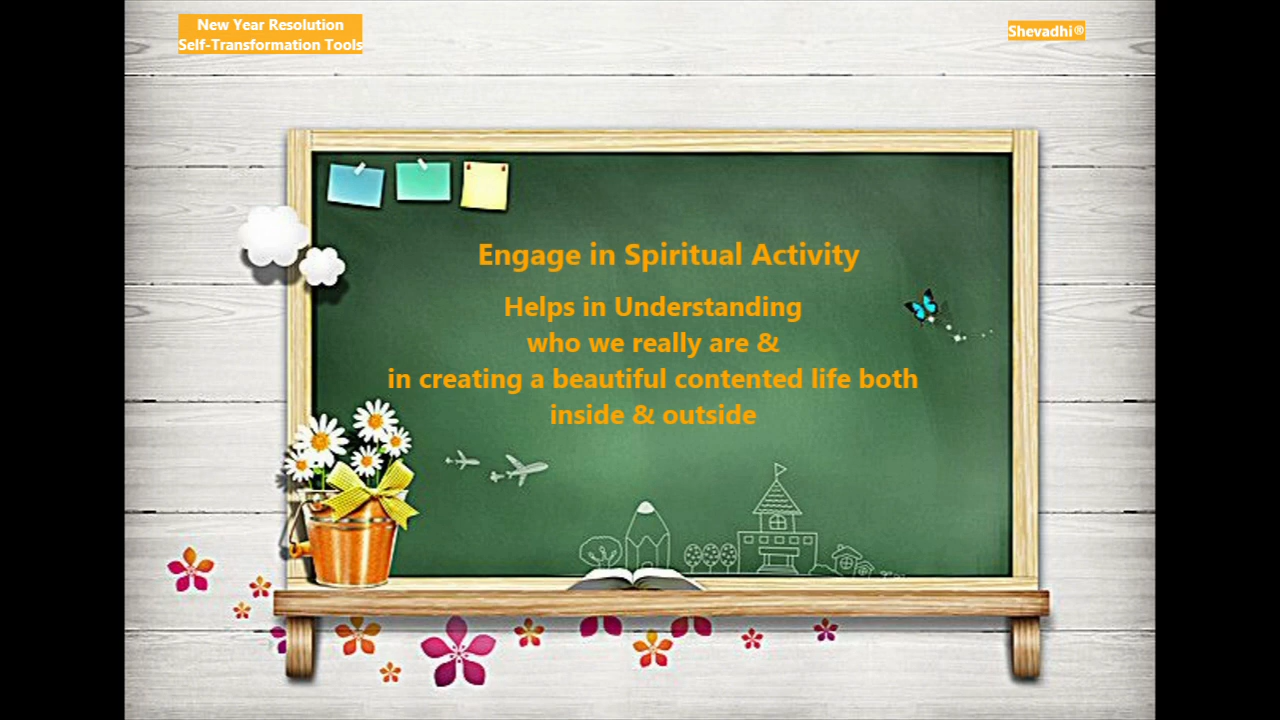 New Year Resolution
Self-Transformation Tools
Shevadhi®
Engage in Spiritual Activity
Helps in Understanding
who we really are &
in creating a beautiful contented life both
inside & outside